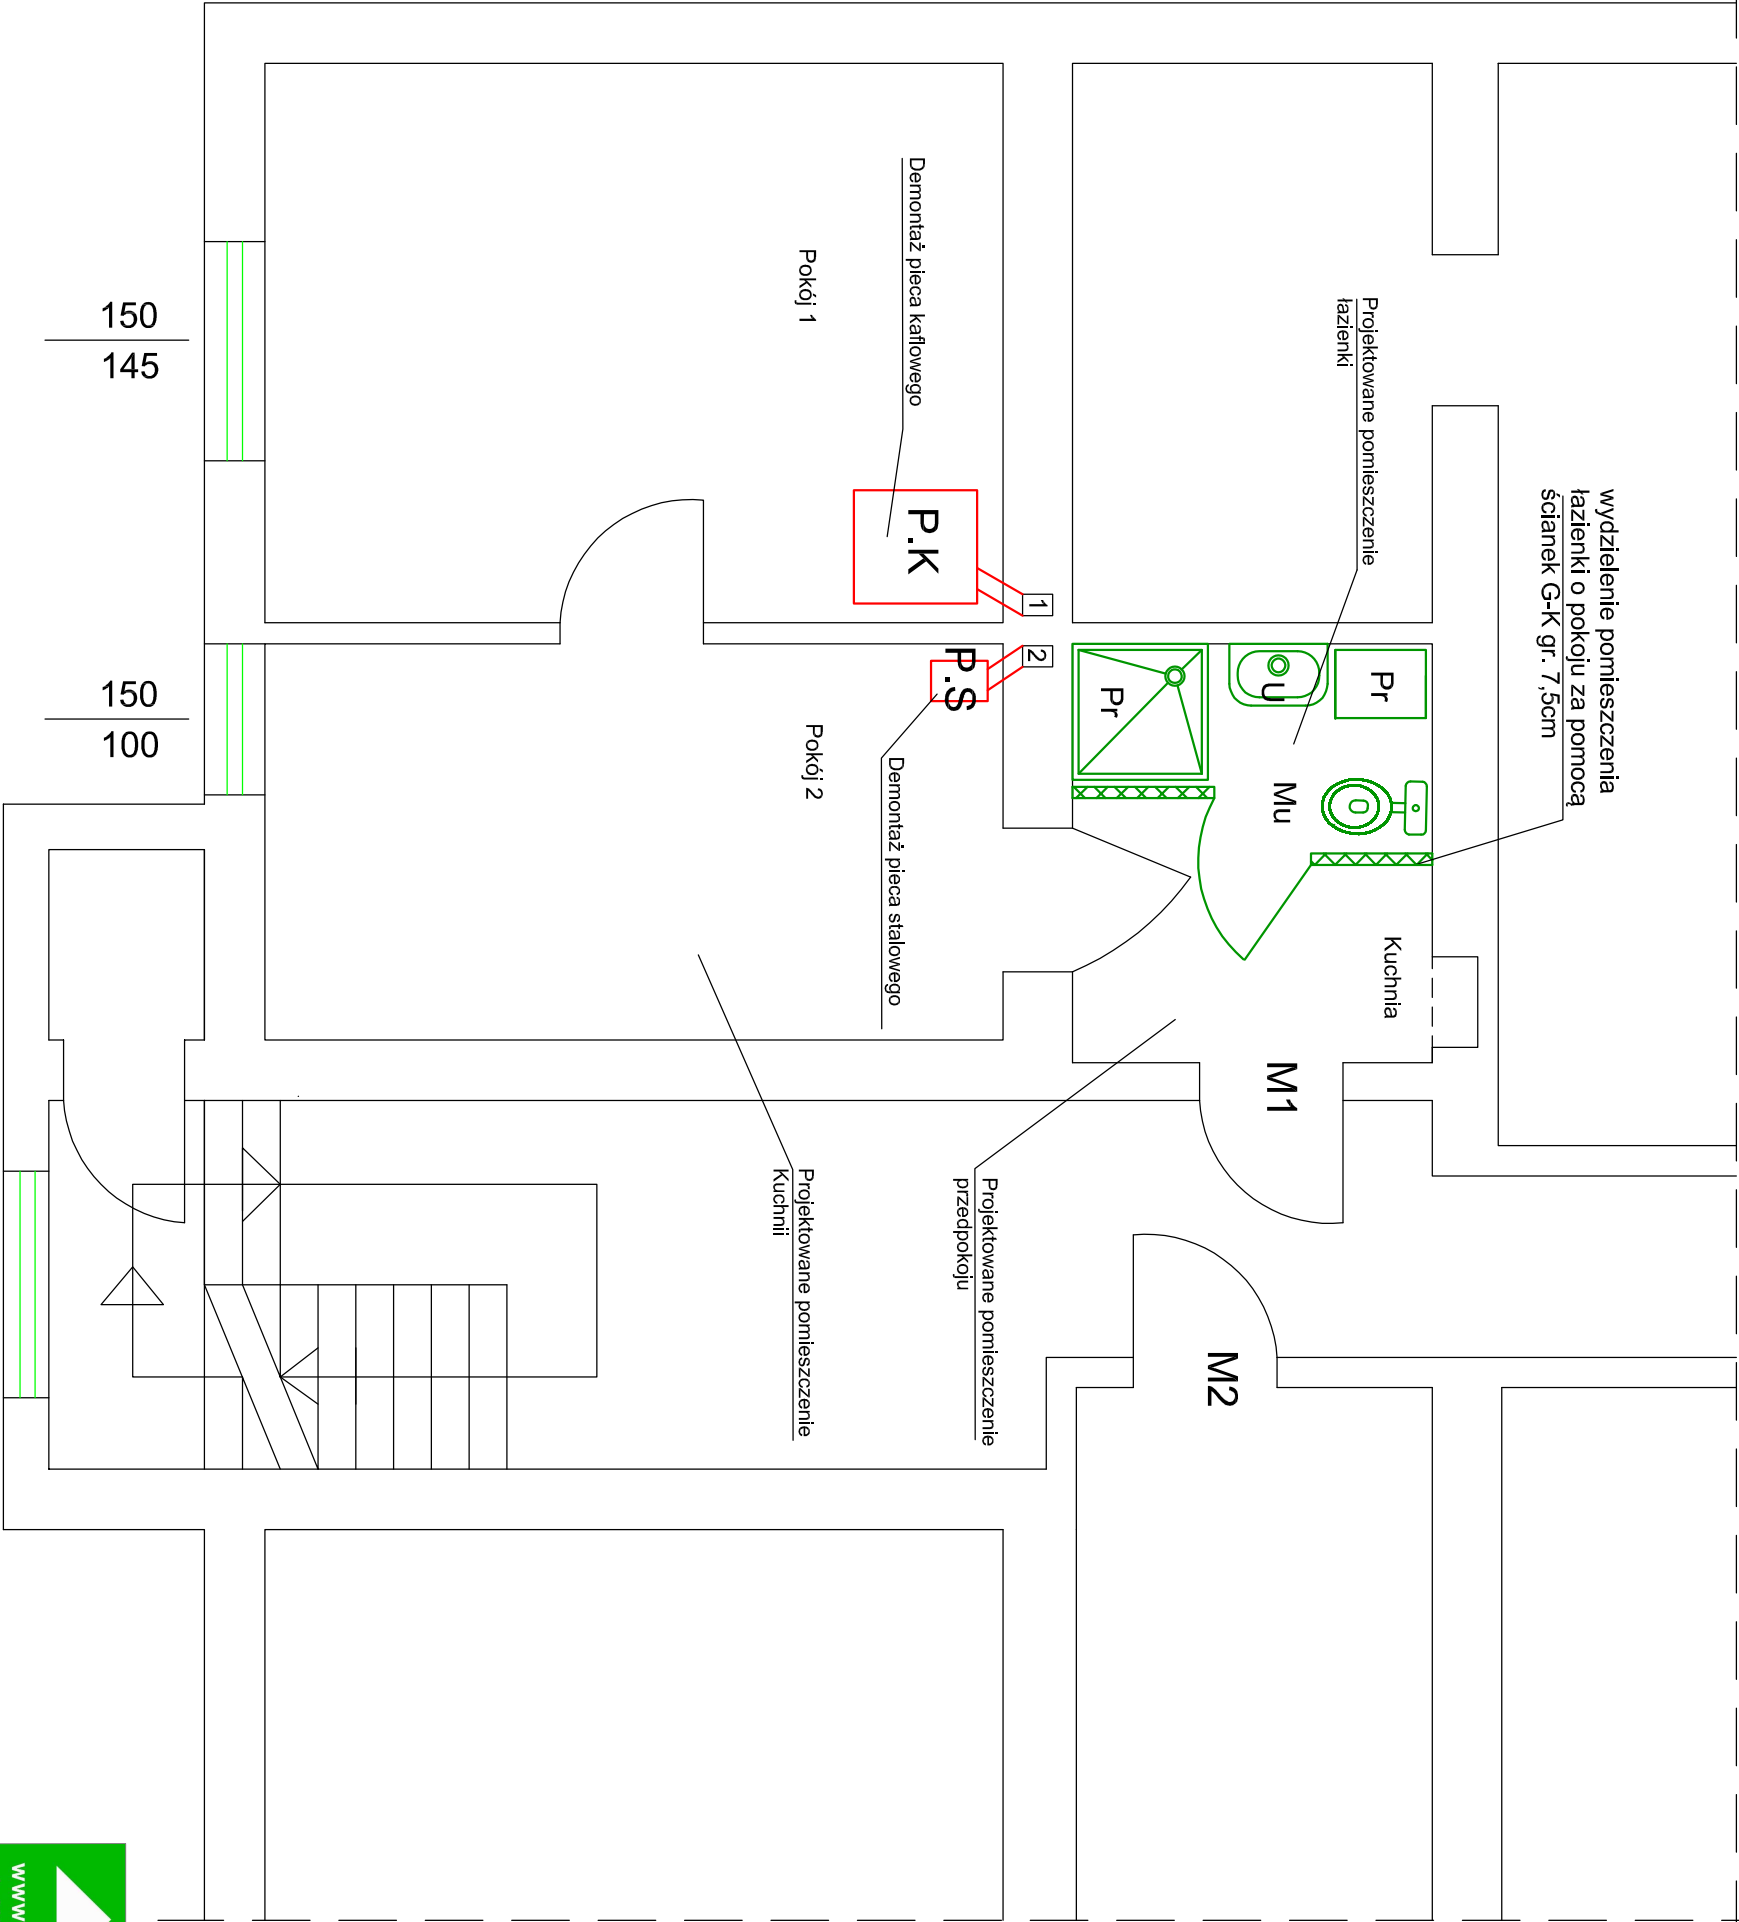 wydzielenie pomieszczenia
łazienki o pokoju za pomocą
ścianek G-K gr. 7,5cm
Projektowane pomieszczenie
łazienki
Demontaż pieca kaflowego
Pokój 1
150
145
P.K
1
2
P.S
Pr
U
Pr
Mu
Pokój 2
150
100
Demontaż pieca stalowego
Kuchnia
M1
Projektowane pomieszczenie
przedpokoju
Projektowane pomieszczenie
Kuchnii
M2
www